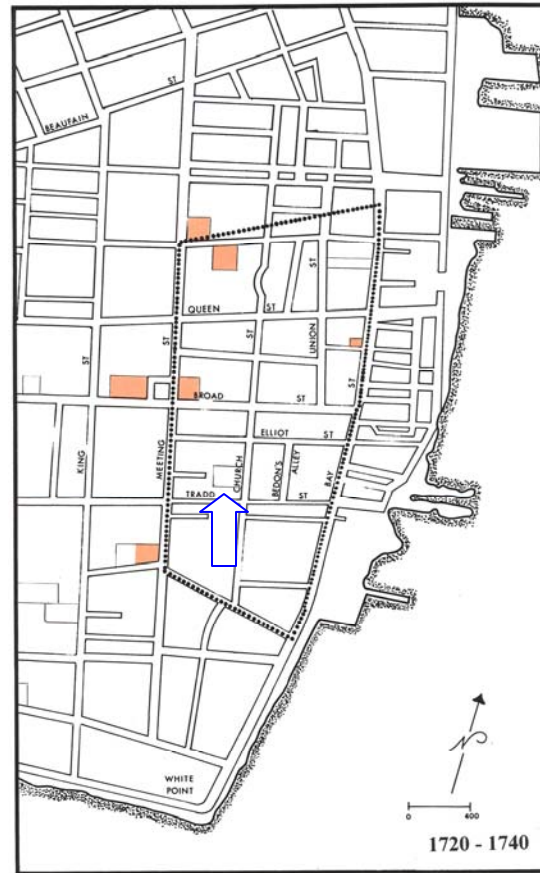 BEAUFAIN ST
QUEEN ST
UNION ST
ST
ST
ST
BROAD ST
ELLIOT ST
KING
MEETING
CHURCH
BEDON'S
ALLEY
BAY
TRADD ST
WHITE
POINT
N
0 400
1720 - 1740